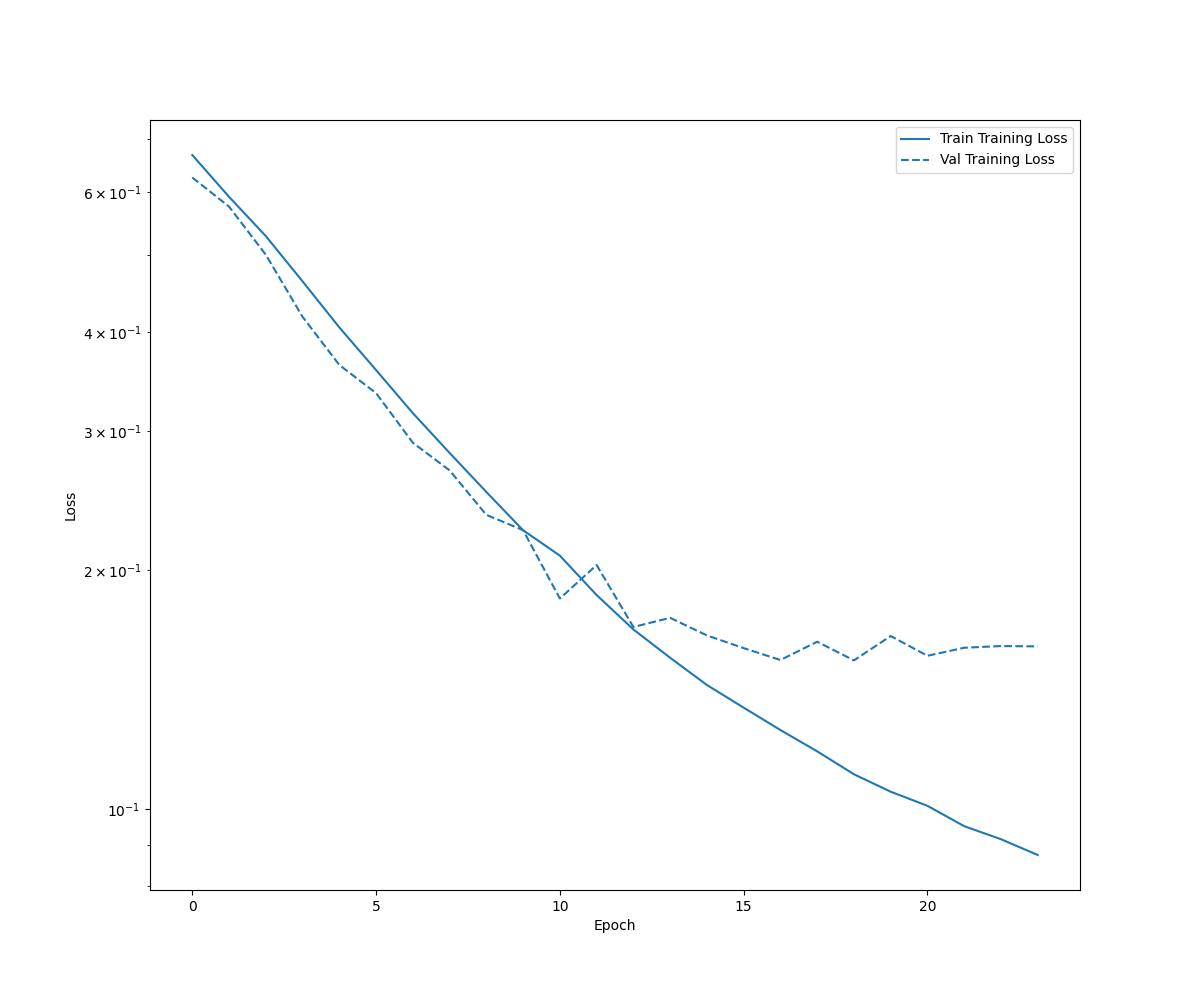 Train Training Loss
Val Training Loss
6 × 10⁻¹
4 × 10⁻¹
3 × 10⁻¹
2 × 10⁻¹
10⁻¹
Loss
0 5 10 15 20
Epoch